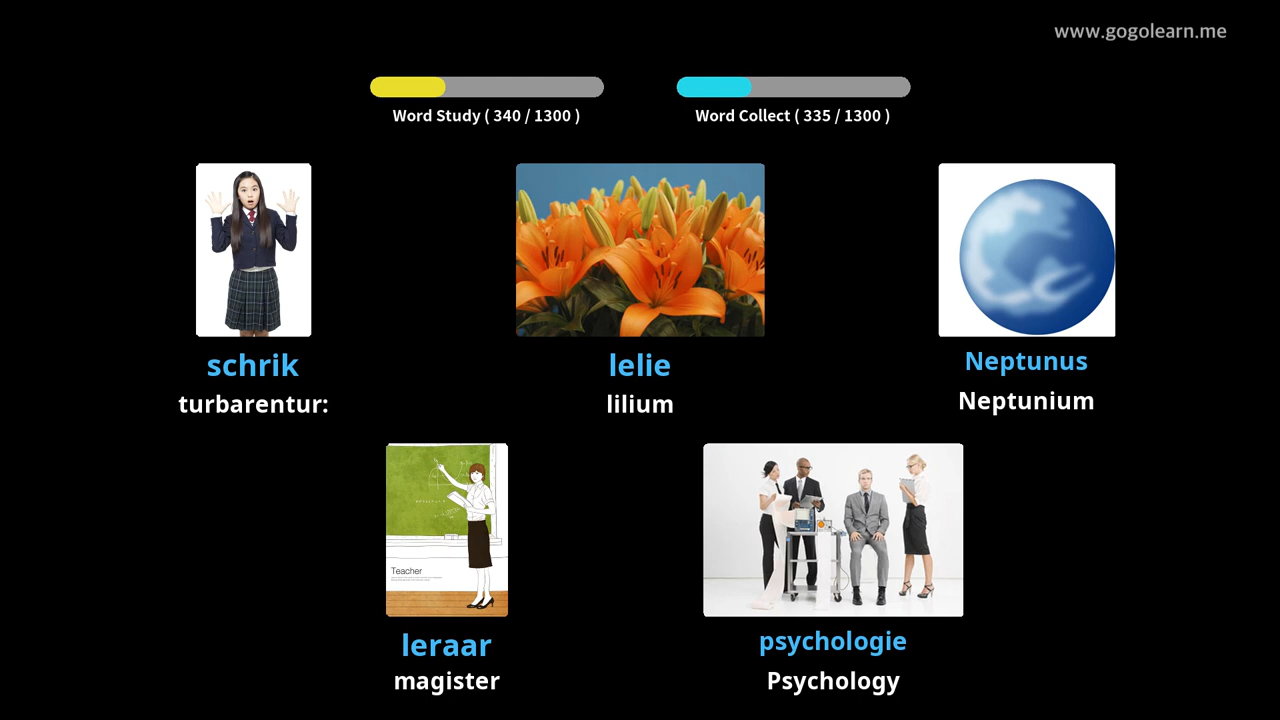 www.gogolearn.me
Word Study ( 340 / 1300 )
Word Collect ( 335 / 1300 )
schrik
turbarentur:
lelie
lilium
Neptunus
Neptunium
Teacher
leraar
magister
psychologie
Psychology